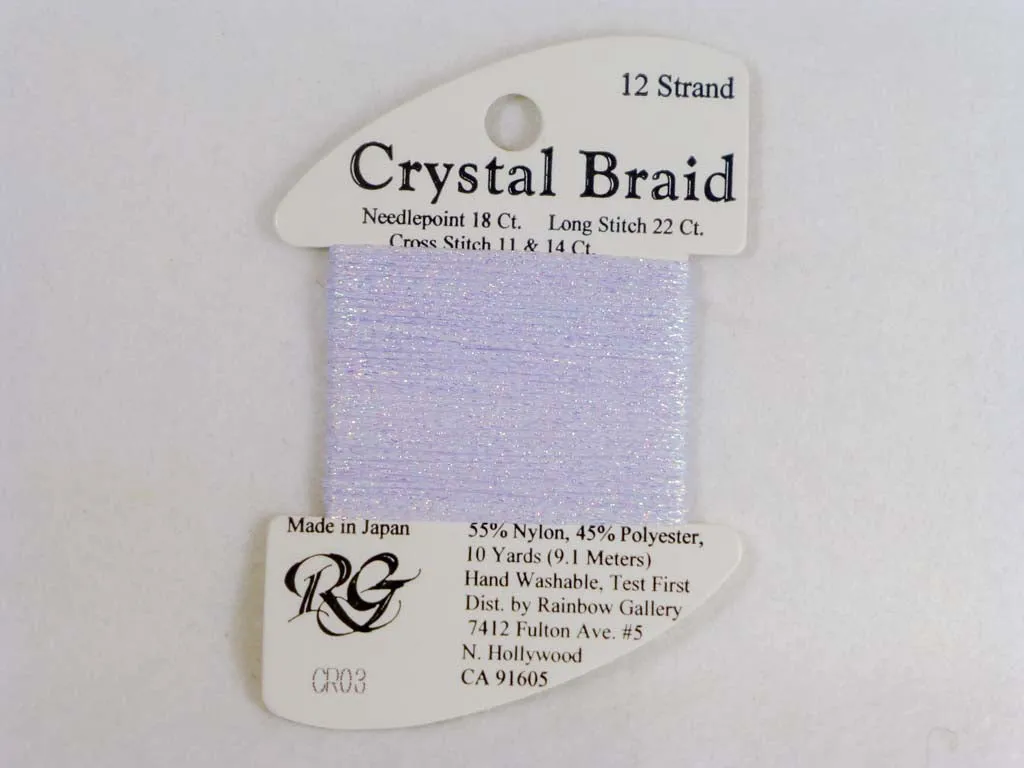 12 Strand
Crystal Braid
Needlepoint 18 Ct. Long Stitch 22 Ct.
Cross Stitch 11 & 14 Ct.
Made in Japan
RG
CR03
55% Nylon, 45% Polyester,
10 Yards (9.1 Meters)
Hand Washable, Test First
Dist. by Rainbow Gallery
7412 Fulton Ave. #5
N. Hollywood
CA 91605